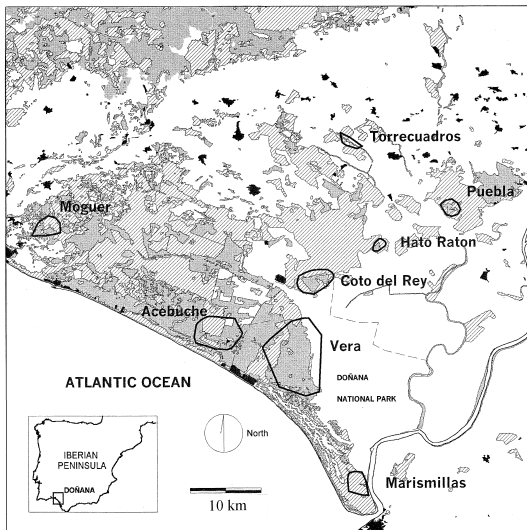 Torrecuadros
Puebla
Moguer
Hato Raton
Coto del Rey
Acebuche
Vera
ATLANTIC OCEAN
DOÑANA
NATIONAL PARK
North
IBERIAN
PENINSULA
DOÑANA
Marismillas
10 km